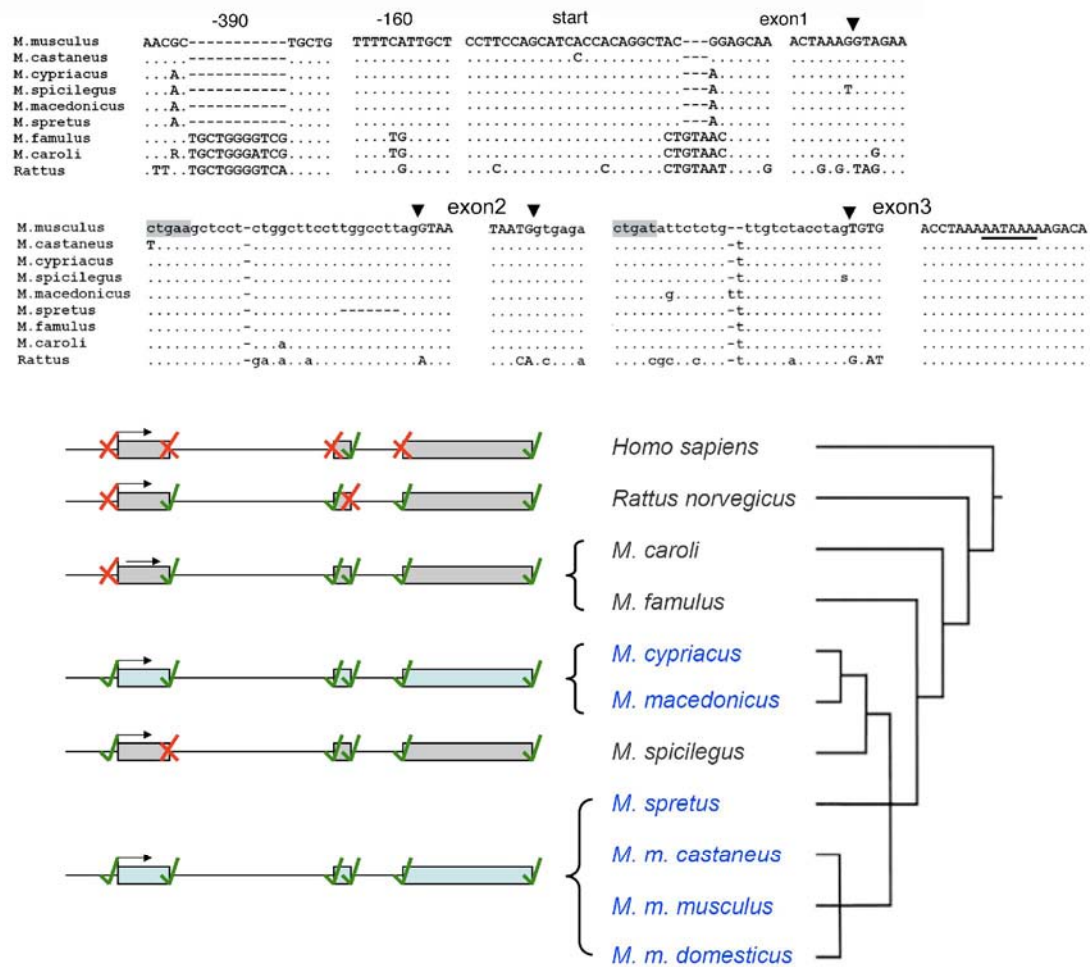 -390 -160 start exon1
M.musculus AACGC-----------TGCTG TTTTCATTGCT CCTTCCAGCATCACCACAGGCTAC---GGAGCAA ACTAAAGGTAGAA
M.castaneus .....-----------..... ........... ............C...........---....... .............
M.cypriacus ...A.-----------..... ........... ........................---A...... .............
M.spicilegus ...A.-----------..... ........... ........................---A...... ......T......
M.macedonicus ...A.-----------..... ........... ........................---A...... .............
M.spretus ...A.-----------..... ........... ........................---A...... .............
M.famulus .....TGCTGGGGTCG..... ....TG..... ......................CTGTAAC..... .............
M.caroli ...R.TGCTGGGATCG..... ....TG..... ......................CTGTAAC..... .........G...
Rattus .TT..TGCTGGGGTCA..... .....G..... ...C...........C......CTGTAAT....G ...G.G.TAG...
exon2 exon3
M.musculus ctgaagctcct-ctggcttccttggccttagGTAA TAATGgtgaga ctgatattctctg--ttgtctacctagTGTG ACCTAAAAATAAAAAGACA
M.castaneus T..........-....................... ........... .............-t................ ...................
M.cypriacus ...........-....................... ........... .............-t................ ...................
M.spicilegus ...........-....................... ........... .............-t...........s.... ...................
M.macedonicus ...........-....................... ........... ......g......tt................ ...................
M.spretus ...........-..........-------...... ........... .............-t................ ...................
M.famulus ...........-....................... ........... .............-t................ ...................
M.caroli ...........-...a................... ........... .............-t................ ...................
Rattus ...........-ga.a..a............A... ...CA.c...a ....cgc..c...-t.....a......G.AT ...................
Homo sapiens
Rattus norvegicus
M. caroli
M. famulus
M. cypriacus
M. macedonicus
M. spicilegus
M. spretus
M. m. castaneus
M. m. musculus
M. m. domesticus